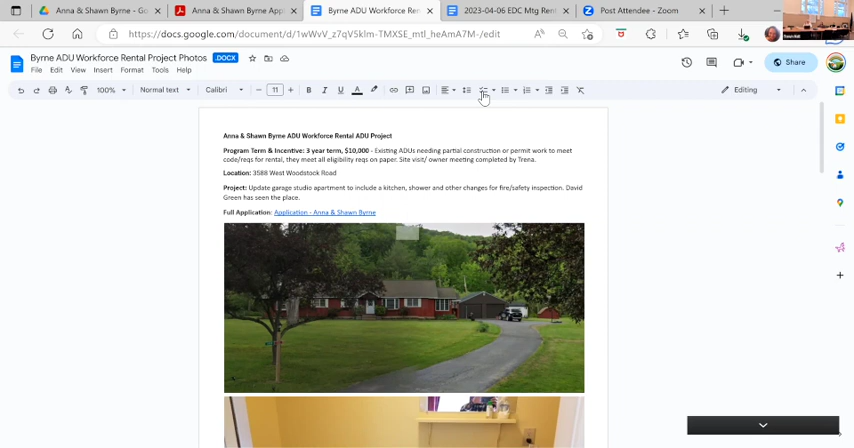 Anna & Shawn Byrne - Go
Anna & Shawn Byrne Appl
Byrne ADU Workforce Ren
2023-04-06 EDC Mtg Rem
Post Attendee - Zoom
https://docs.google.com/document/d/1wWvV_z7qV5kIm-TMXSE_mtl_heAmA7M-/edit
Byrne ADU Workforce Rental Project Photos .DOCX
File Edit View Insert Format Tools Help
Share
100% Normal text Calibri 11 B I U A Editing
Anna & Shawn Byrne ADU Workforce Rental ADU Project
Program Term & Incentive: 3 year term, $10,000 - Existing ADUs needing partial construction or permit work to meet
code/reqs for rental, they meet all eligibility reqs on paper. Site visit/ owner meeting completed by Trena.
Location: 3588 West Woodstock Road
Project: Update garage studio apartment to include a kitchen, shower and other changes for fire/safety inspection. David
Green has seen the place.
Full Application: Application - Anna & Shawn Byrne